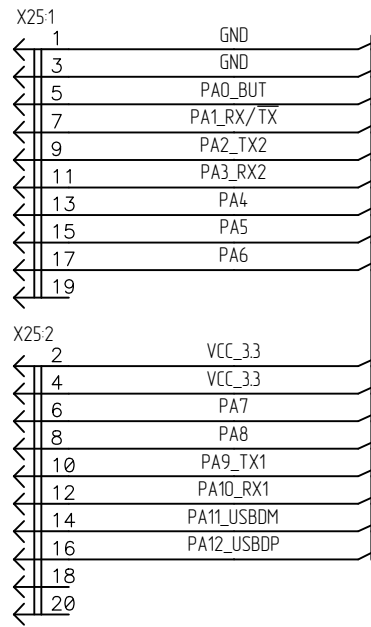 X25:1
1 GND
3 GND
5 PA0_BUT
7 PA1_RX/TX
9 PA2_TX2
11 PA3_RX2
13 PA4
15 PA5
17 PA6
19
X25:2
2 VCC_3.3
4 VCC_3.3
6 PA7
8 PA8
10 PA9_TX1
12 PA10_RX1
14 PA11_USBDM
16 PA12_USBDP
18
20